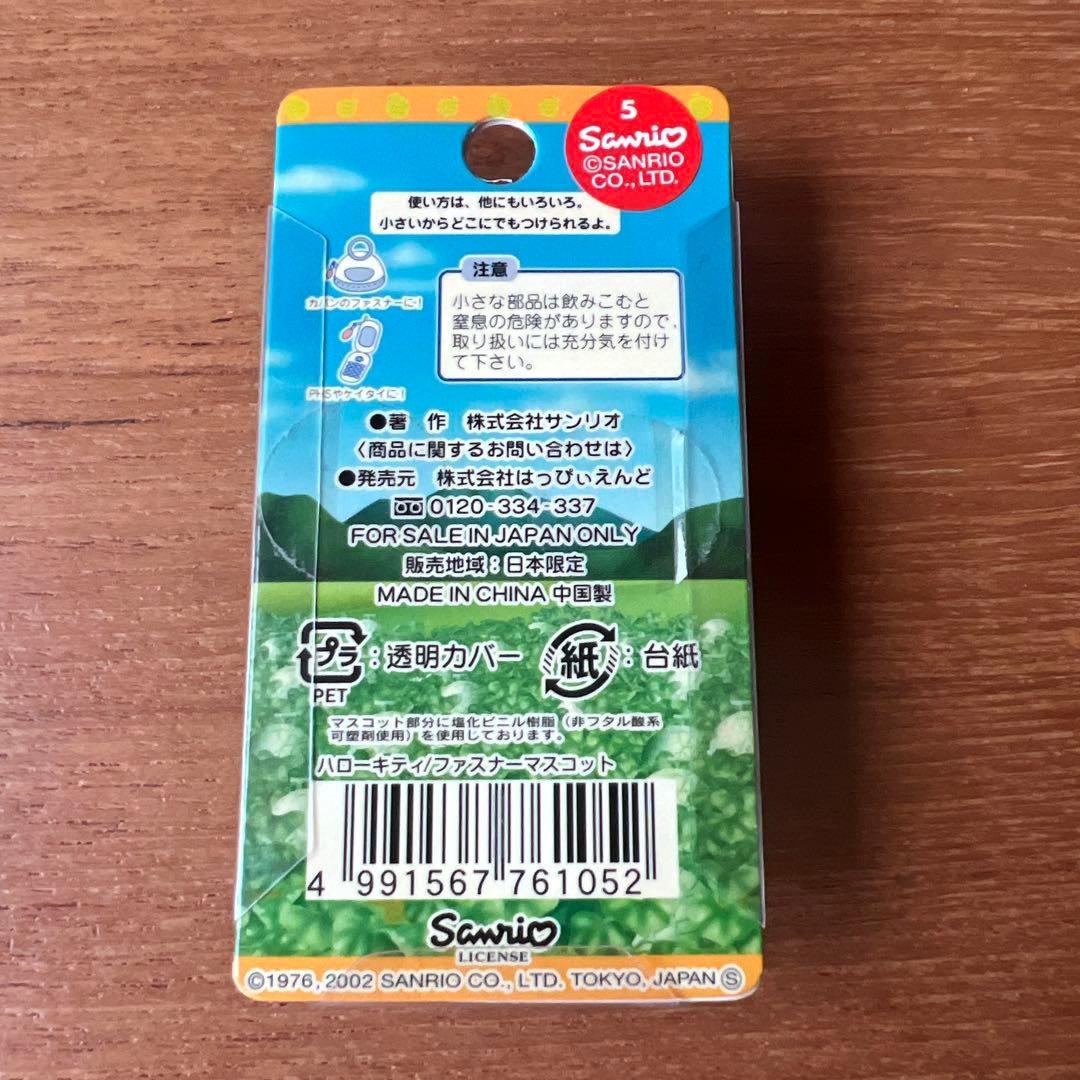 5
Sanrio
©SANRIO
CO., LTD.
使い方は、他にもいろいろ。
小さいからどこにでもつけられるよ。
カバンのファスナーに!
PHSやケイタイに!
注意
小さな部品は飲みこむと
窒息の危険がありますので、
取り扱いには充分気を付け
て下さい。
●著 作 株式会社サンリオ
〈商品に関するお問い合わせは〉
●発売元 株式会社はっぴぃえんど
0120-334-337
FOR SALE IN JAPAN ONLY
販売地域：日本限定
MADE IN CHINA 中国製
プラ：透明カバー
PET
紙：台紙
マスコット部分に塩化ビニル樹脂（非フタル酸系
可塑剤使用）を使用しております。
ハローキティ/ファスナーマスコット
4 991567 761052
Sanrio
LICENSE
©1976, 2002 SANRIO CO., LTD. TOKYO, JAPAN Ⓢ